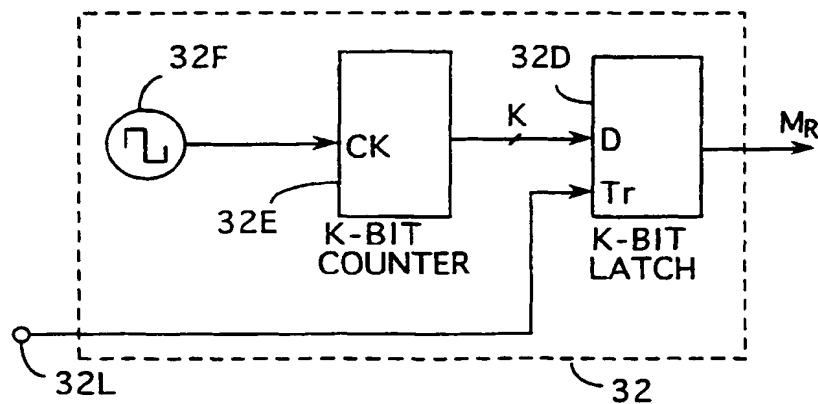 32F
32D
K
M_R
CK
D
Tr
32E
K-BIT
COUNTER
K-BIT
LATCH
32L
32